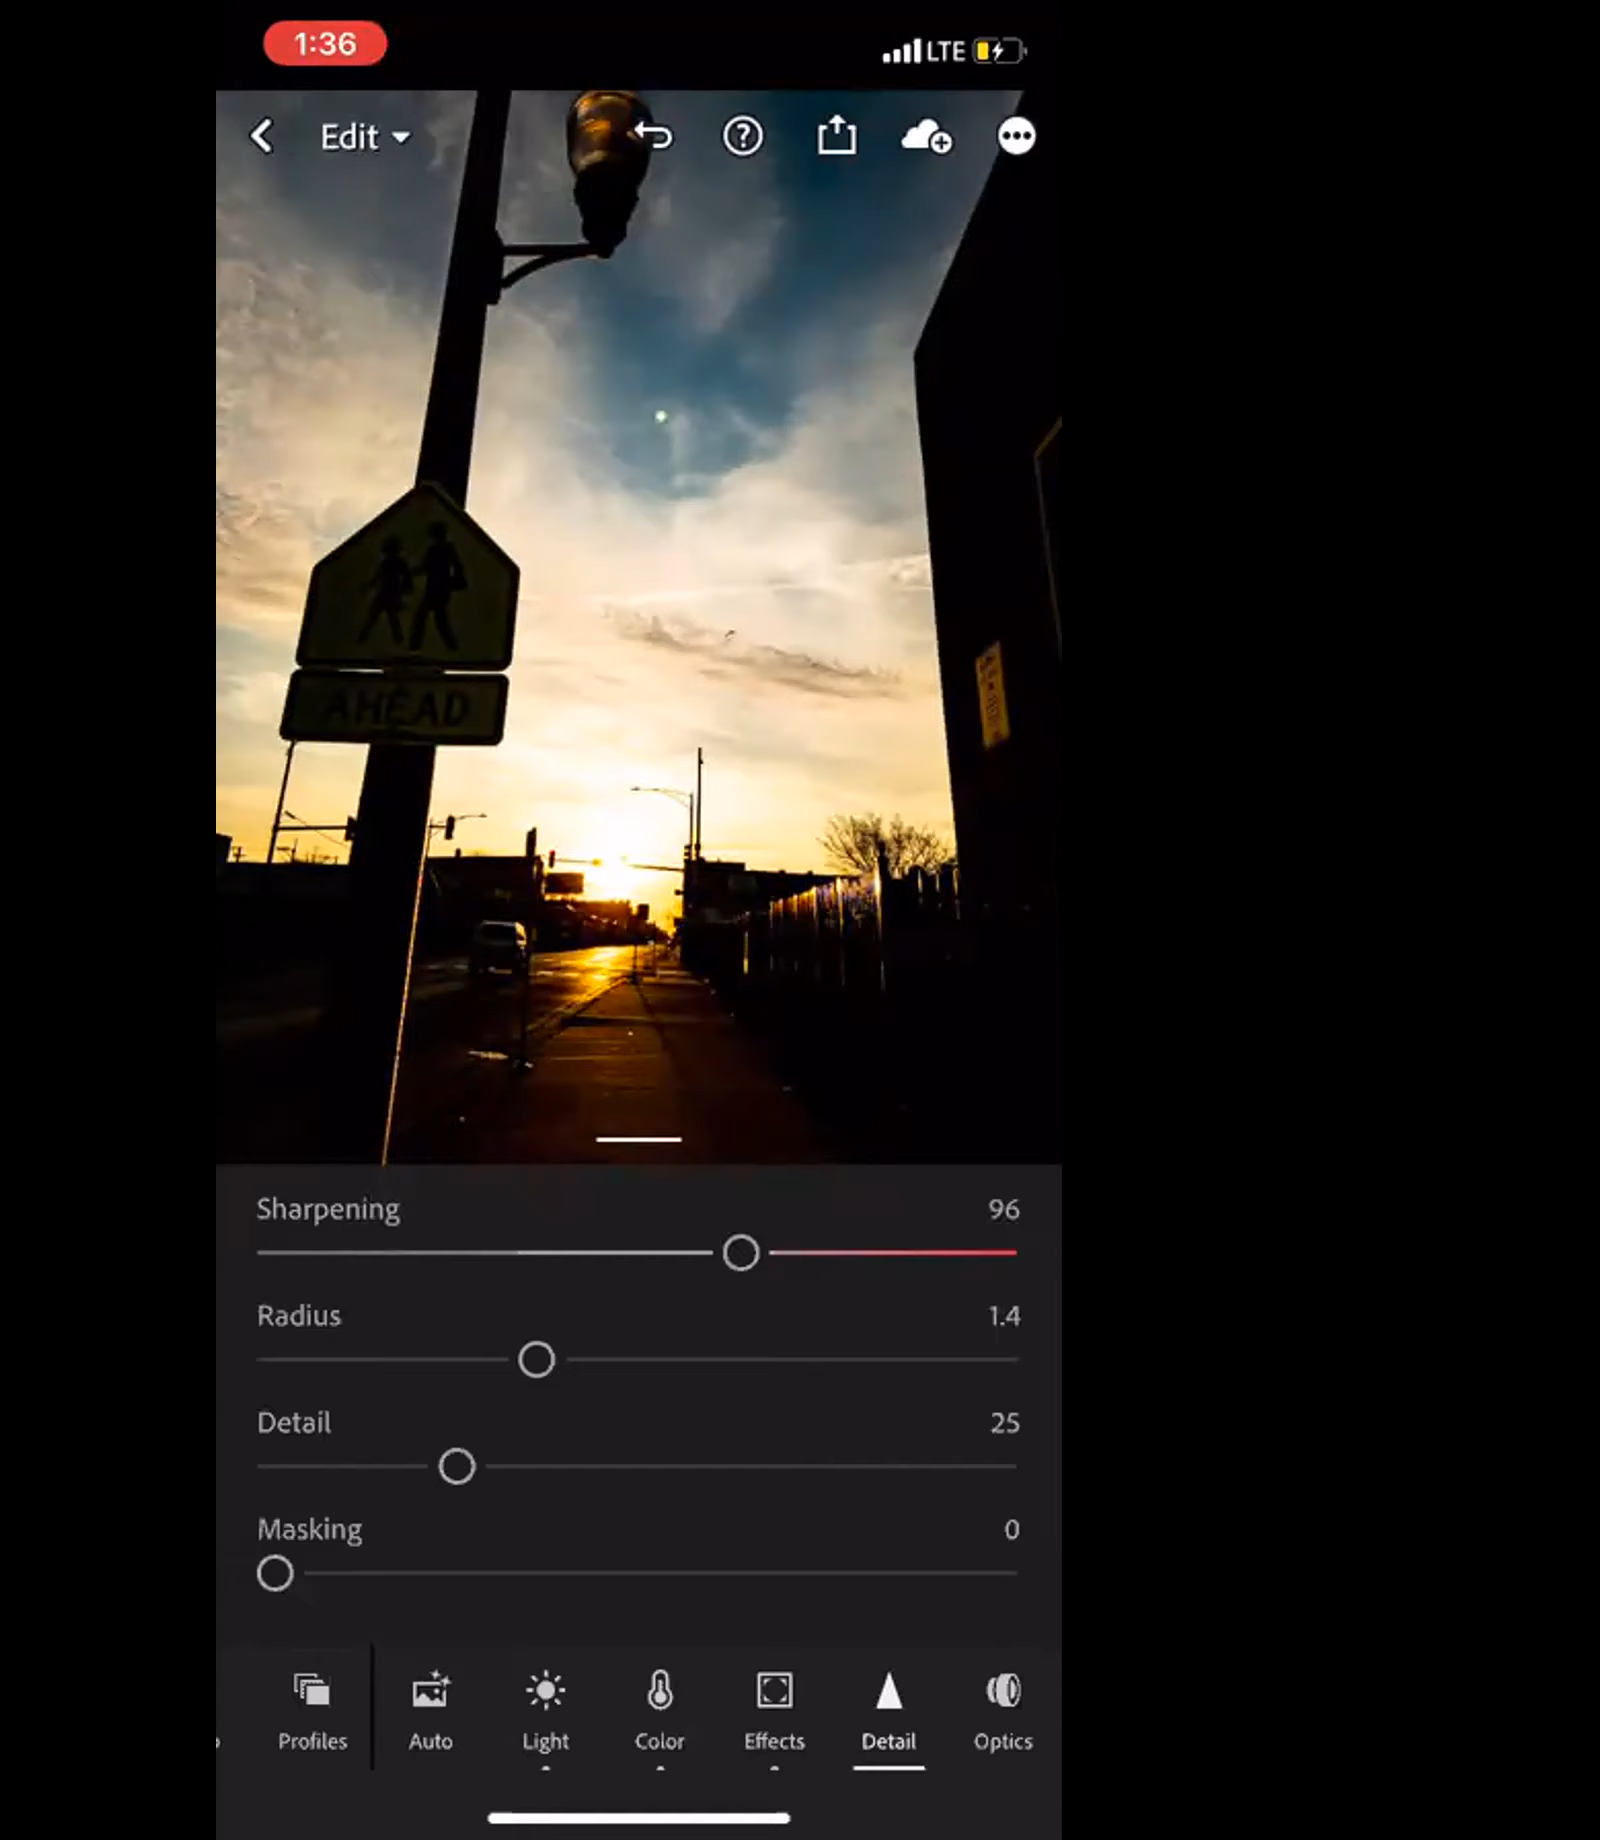 1:36
LTE
Edit
AHEAD
Sharpening 96
Radius 1.4
Detail 25
Masking 0
Profiles Auto Light Color Effects Detail Optics